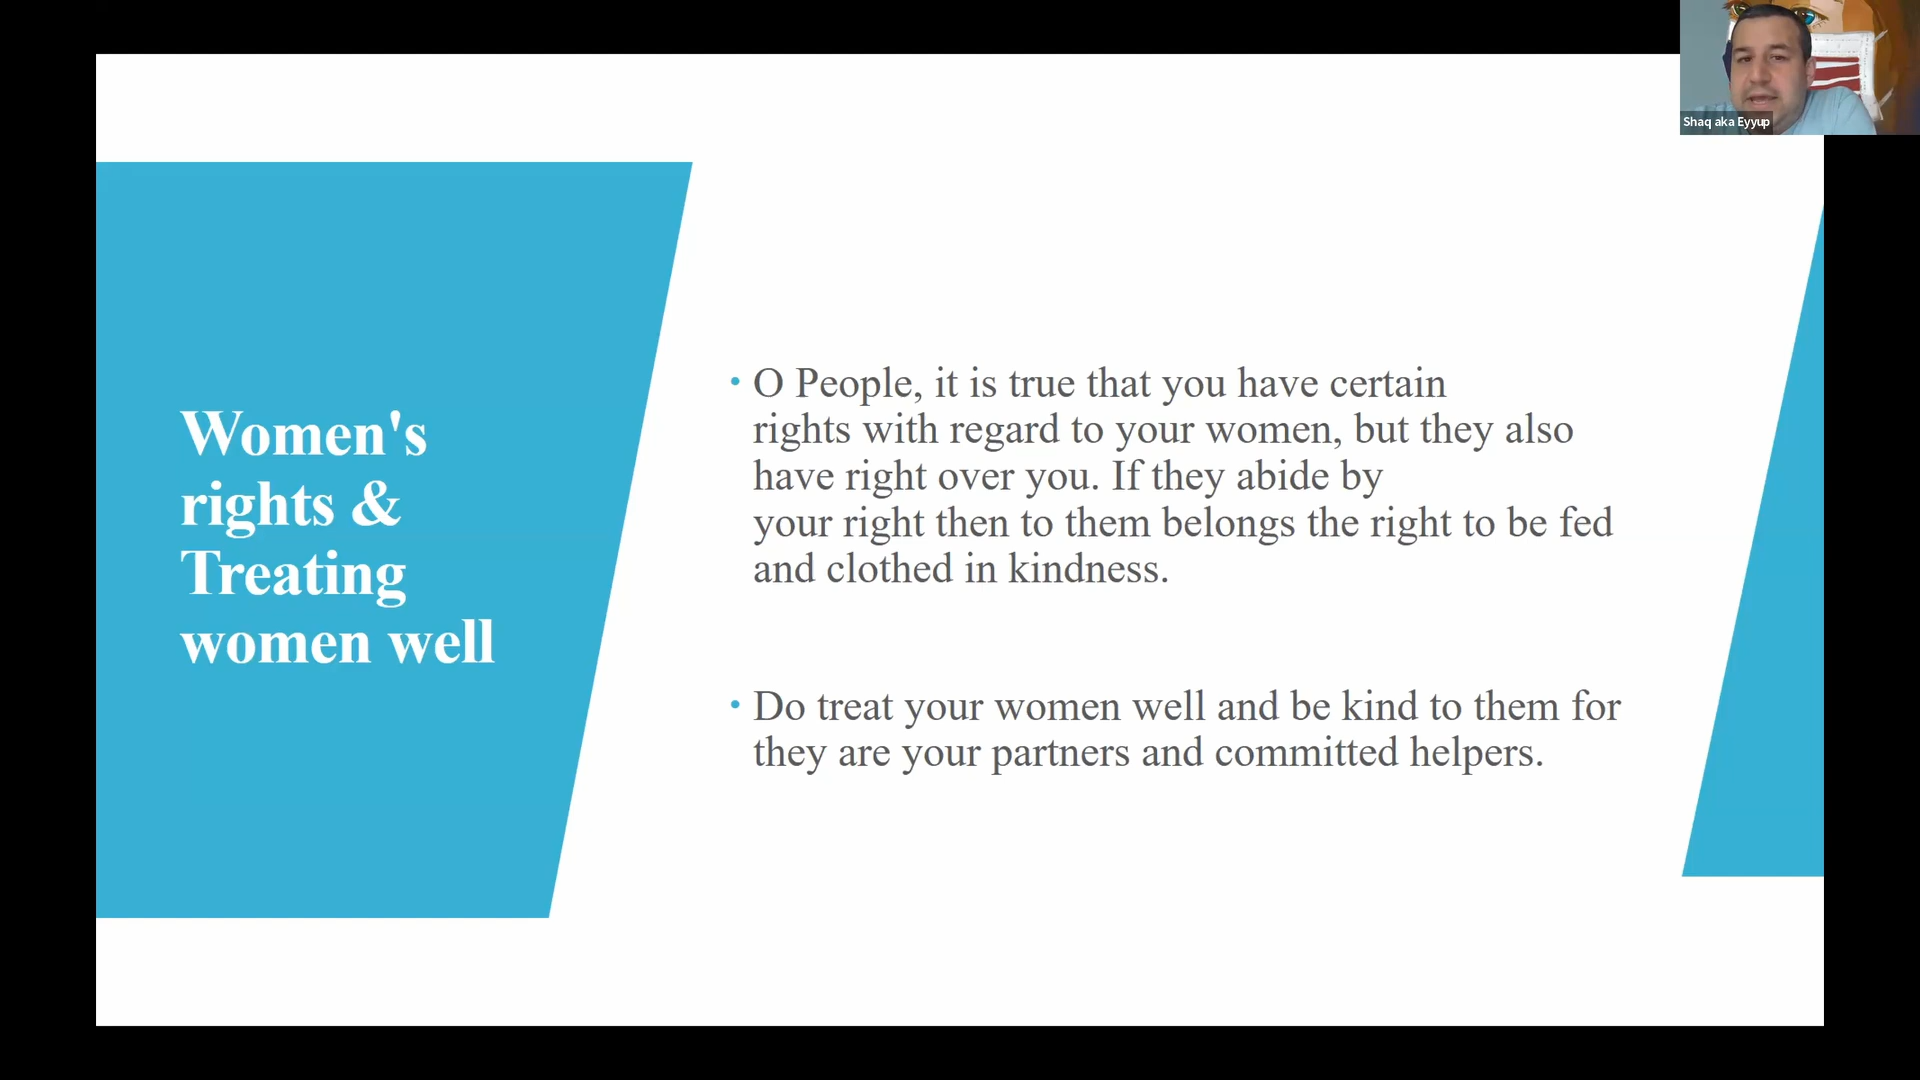 Shaq aka Eyyup
Women's
rights &
Treating
women well
• O People, it is true that you have certain
rights with regard to your women, but they also
have right over you. If they abide by
your right then to them belongs the right to be fed
and clothed in kindness.
• Do treat your women well and be kind to them for
they are your partners and committed helpers.